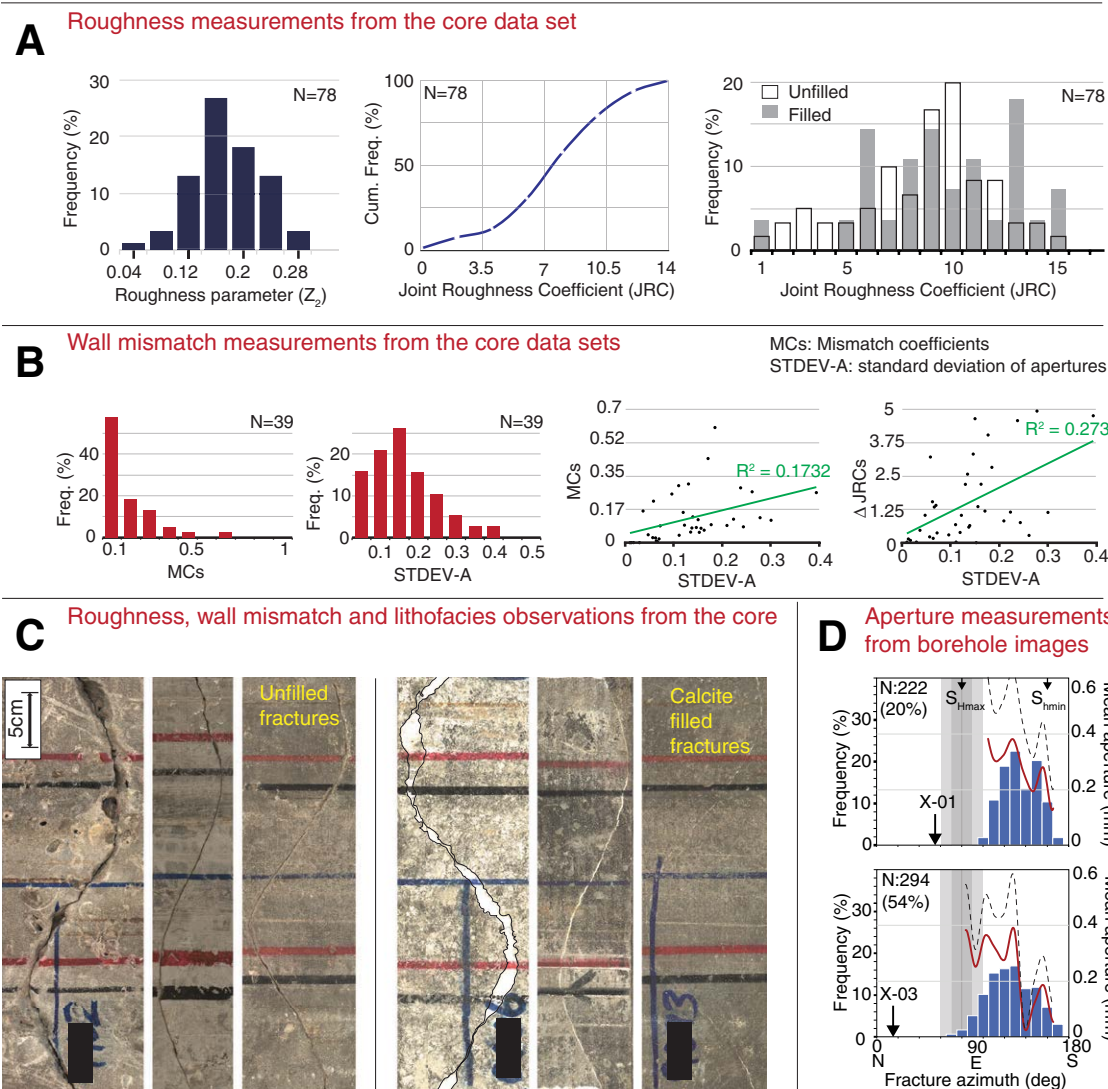 A
Roughness measurements from the core data set
30
20
10
0
Frequency (%)
N=78
0.04 0.12 0.2 0.28
Roughness parameter (Z2)
100
50
0
Cum. Freq. (%)
N=78
0 3.5 7 10.5 14
Joint Roughness Coefficient (JRC)
20
10
0
Frequency (%)
Unfilled
Filled
N=78
1 5 10 15
Joint Roughness Coefficient (JRC)
B
Wall mismatch measurements from the core data sets
MCs: Mismatch coefficients
STDEV-A: standard deviation of apertures
40
20
0
Freq. (%)
N=39
0.1 0.5 1
MCs
20
10
0
Freq. (%)
N=39
0.1 0.2 0.3 0.4 0.5
STDEV-A
0.7
0.52
0.35
0.17
0
MCs
R² = 0.1732
0 0.1 0.2 0.3 0.4
STDEV-A
5
3.75
2.5
1.25
0
Δ JRCs
R² = 0.273
0 0.1 0.2 0.3 0.4
STDEV-A
C
Roughness, wall mismatch and lithofacies observations from the core
5cm
Unfilled
fractures
Calcite
filled
fractures
D
Aperture measurements
from borehole images
N:222
(20%)
SHmax
Shmin
X-01
30
20
10
0
Frequency (%)
0.6
0.4
0.2
0
N:294
(54%)
X-03
30
20
10
0
Frequency (%)
0.6
0.4
0.2
0
0 90 180
N E S
Fracture azimuth (deg)